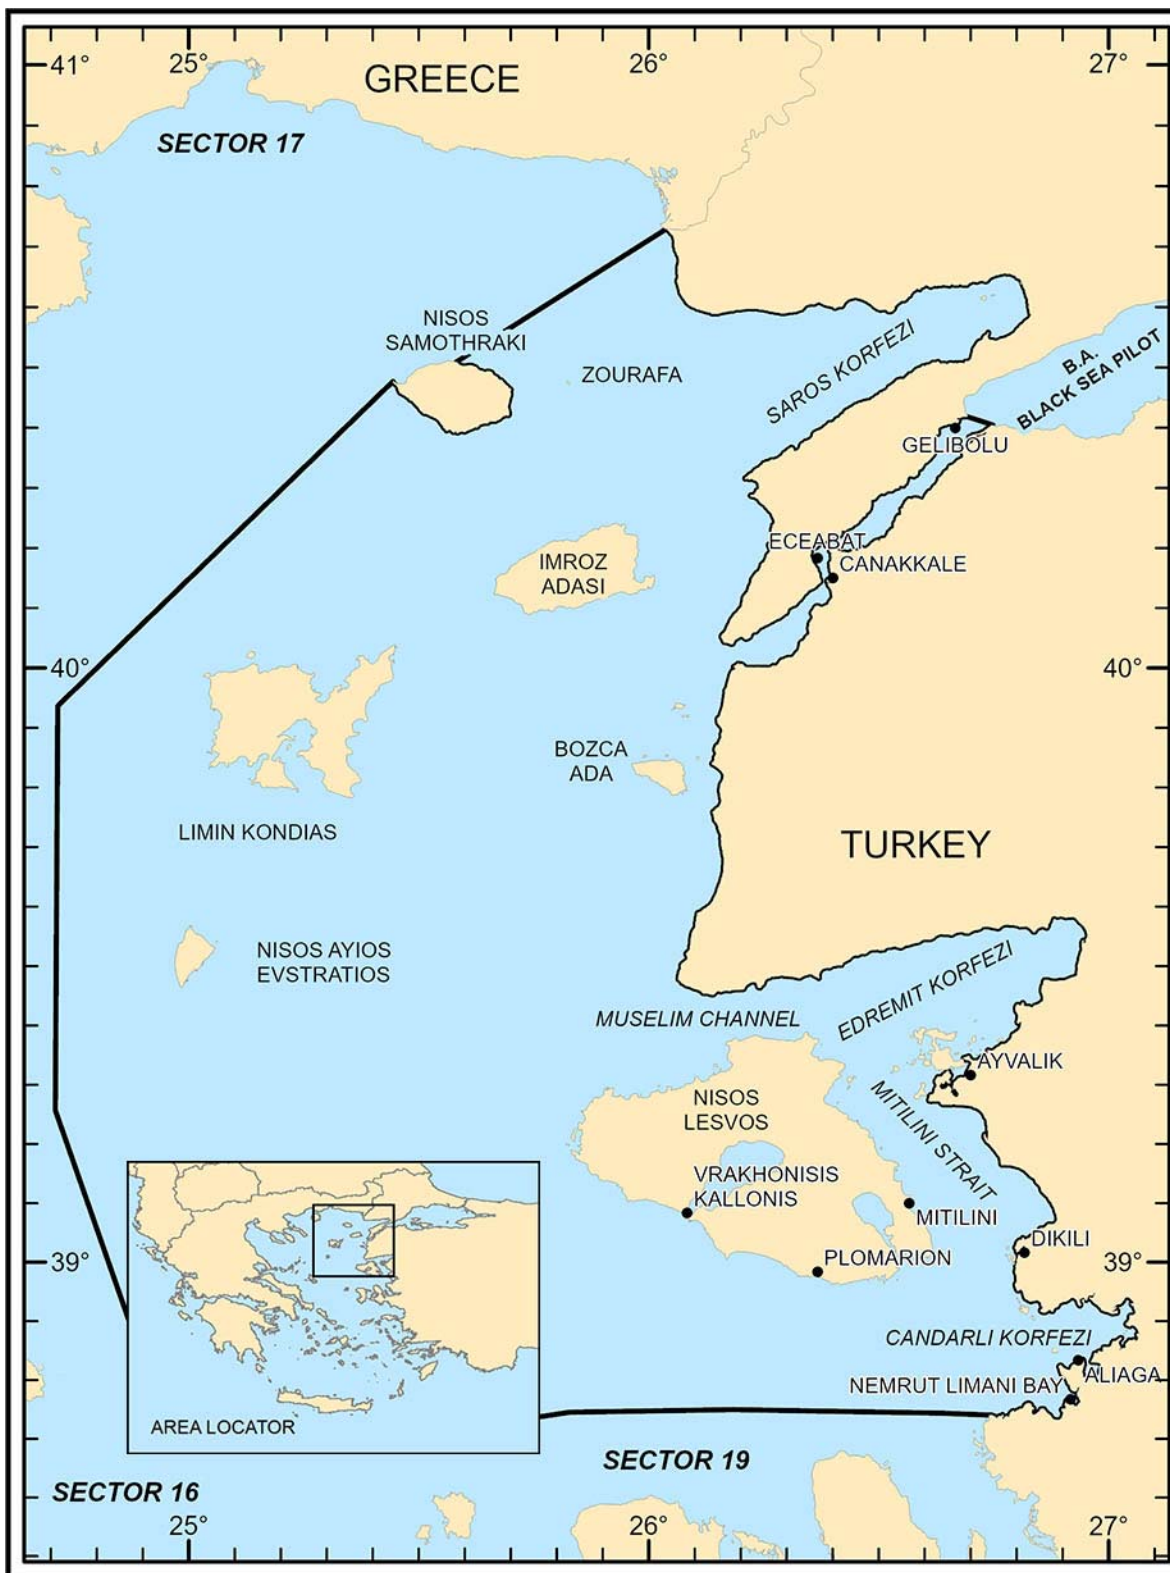 41°
25°
26°
27°
GREECE
SECTOR 17
NISOS
SAMOTHRAKI
ZOURAFA
SAROS KORFEZI
B.A.
BLACK SEA PILOT
GELIBOLU
ECEABAT
CANAKKALE
IMROZ
ADASI
40°
40°
BOZCA
ADA
LIMIN KONDIAS
TURKEY
NISOS AYIOS
EVSTRATIOS
MUSELIM CHANNEL
EDREMIT KORFEZI
AYVALIK
NISOS
LESVOS
MITILINI STRAIT
VRAKHONISIS
KALLONIS
MITILINI
PLOMARION
DIKILI
39°
39°
CANDARLI KORFEZI
NEMRUT LIMANI BAY
ALIAGA
AREA LOCATOR
SECTOR 19
SECTOR 16
25°
26°
27°